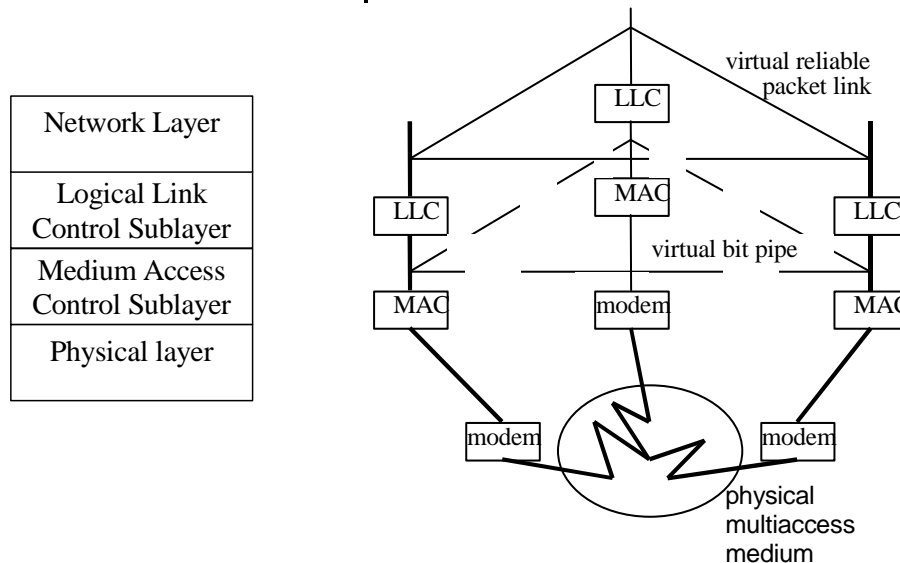 Network Layer
Logical Link
Control Sublayer
Medium Access
Control Sublayer
Physical layer
virtual reliable
packet link
LLC
MAC
LLC
LLC
virtual bit pipe
MAC
modem
MAC
modem
modem
physical
multiaccess
medium